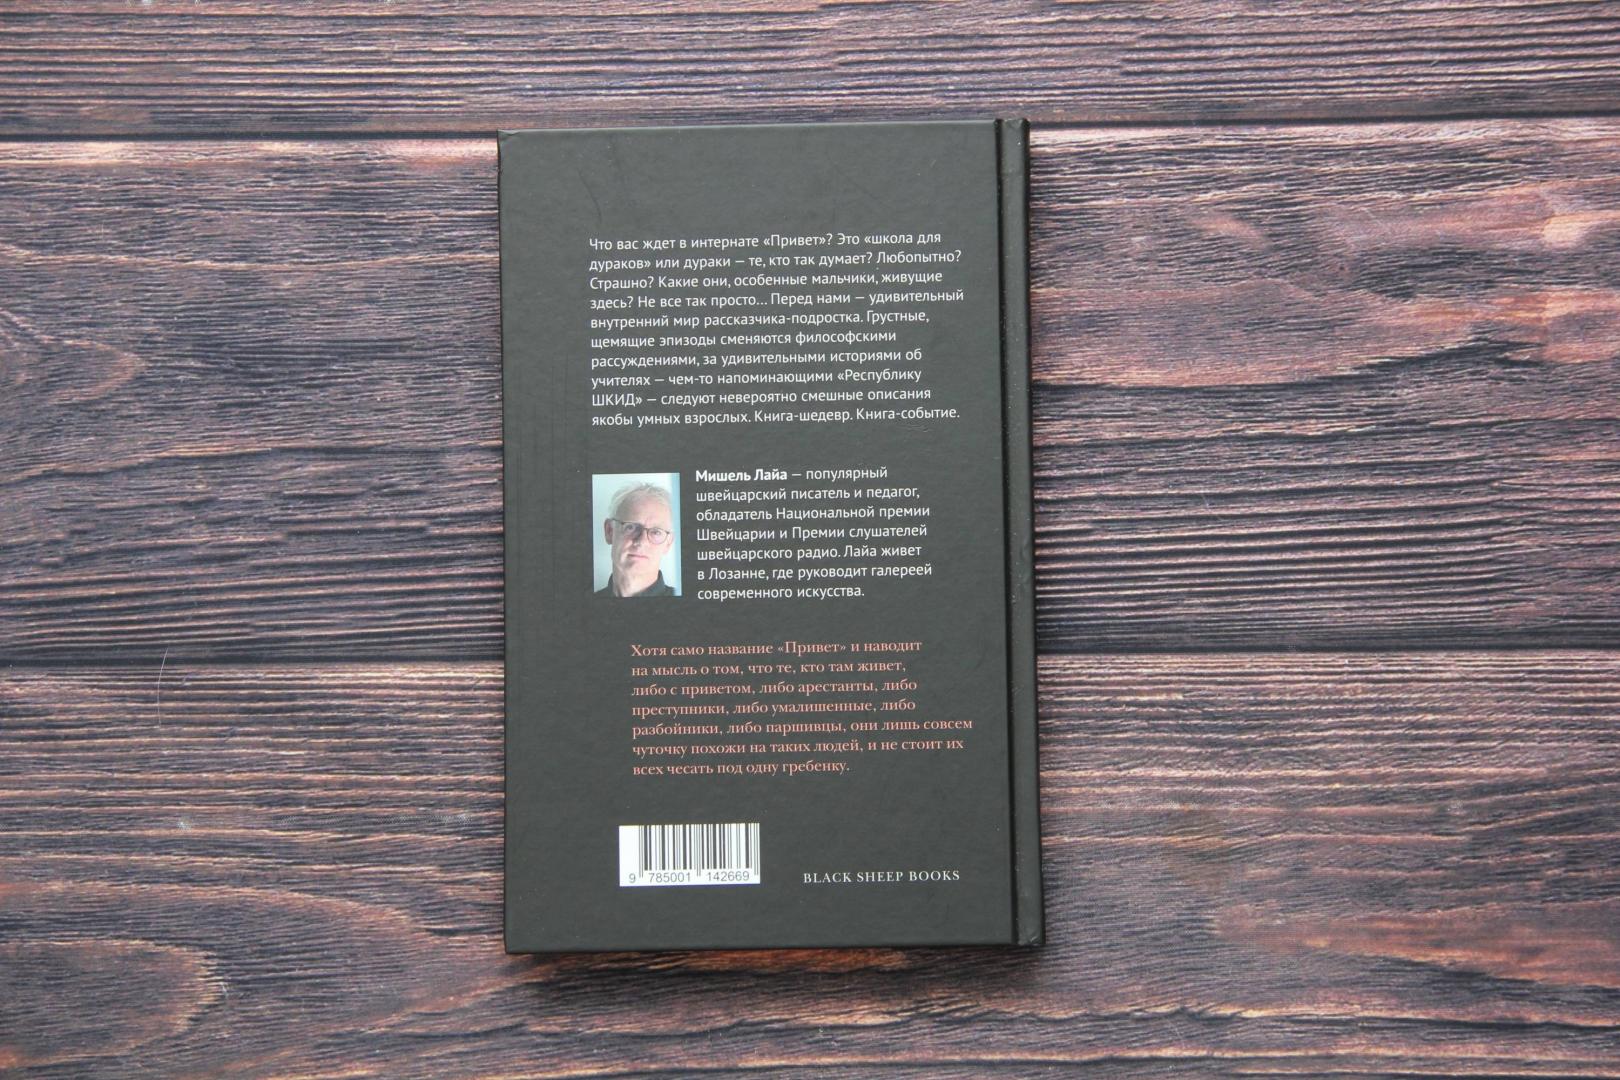 Что вас ждет в интернате «Привет»? Это «школа для
дураков» или дураки — те, кто так думает? Любопытно?
Страшно? Какие они, особенные мальчики, живущие
здесь? Не все так просто... Перед нами — удивительный
внутренний мир рассказчика-подростка. Грустные,
щемящие эпизоды сменяются философскими
рассуждениями, за удивительными историями об
учителях — чем-то напоминающими «Республику
ШКИД» — следуют невероятно смешные описания
якобы умных взрослых. Книга-шедевр. Книга-событие.
Мишель Лайа — популярный
швейцарский писатель и педагог,
обладатель Национальной премии
Швейцарии и Премии слушателей
швейцарского радио. Лайа живет
в Лозанне, где руководит галереей
современного искусства.
Хотя само название «Привет» и наводит
на мысль о том, что те, кто там живет,
либо с приветом, либо арестанты, либо
преступники, либо умалишенные, либо
разбойники, либо паршивцы, они лишь совсем
чуточку похожи на таких людей, и не стоит их
всех чесать под одну гребенку.
9 785001 142669
BLACK SHEEP BOOKS